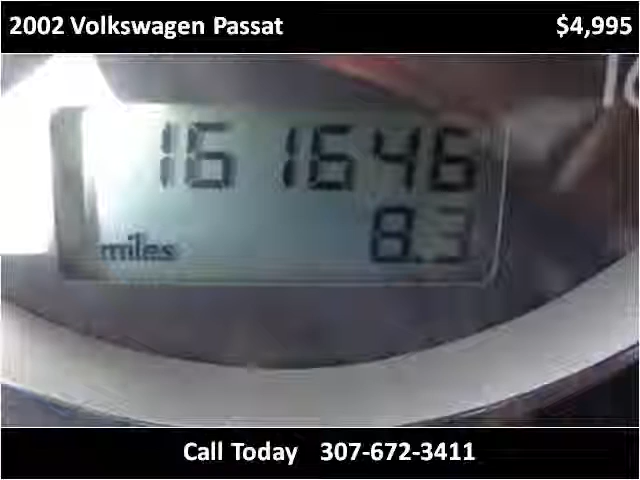 2002 Volkswagen Passat $4,995
161646
miles 8.3
Call Today 307-672-3411